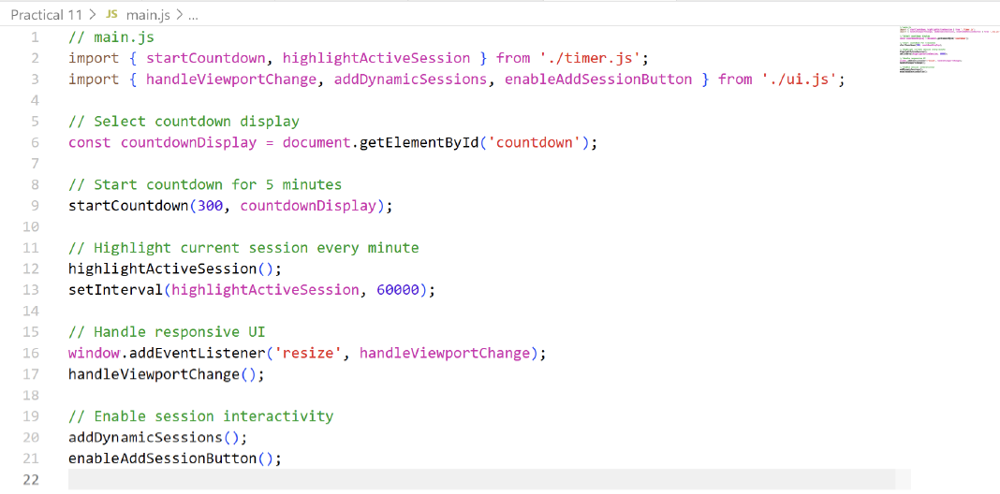 Practical 11 > JS main.js > ...
1 // main.js
2 import { startCountdown, highlightActiveSession } from './timer.js';
3 import { handleViewportChange, addDynamicSessions, enableAddSessionButton } from './ui.js';
4
5 // Select countdown display
6 const countdownDisplay = document.getElementById('countdown');
7
8 // Start countdown for 5 minutes
9 startCountdown(300, countdownDisplay);
10
11 // Highlight current session every minute
12 highlightActiveSession();
13 setInterval(highlightActiveSession, 60000);
14
15 // Handle responsive UI
16 window.addEventListener('resize', handleViewportChange);
17 handleViewportChange();
18
19 // Enable session interactivity
20 addDynamicSessions();
21 enableAddSessionButton();
22